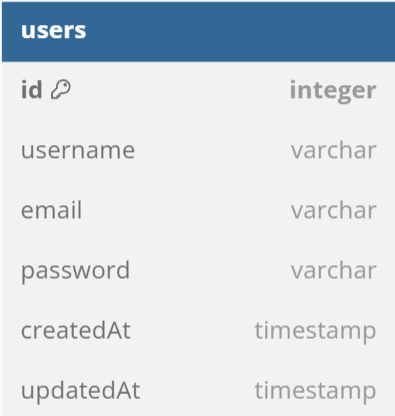 users
id integer
username varchar
email varchar
password varchar
createdAt timestamp
updatedAt timestamp